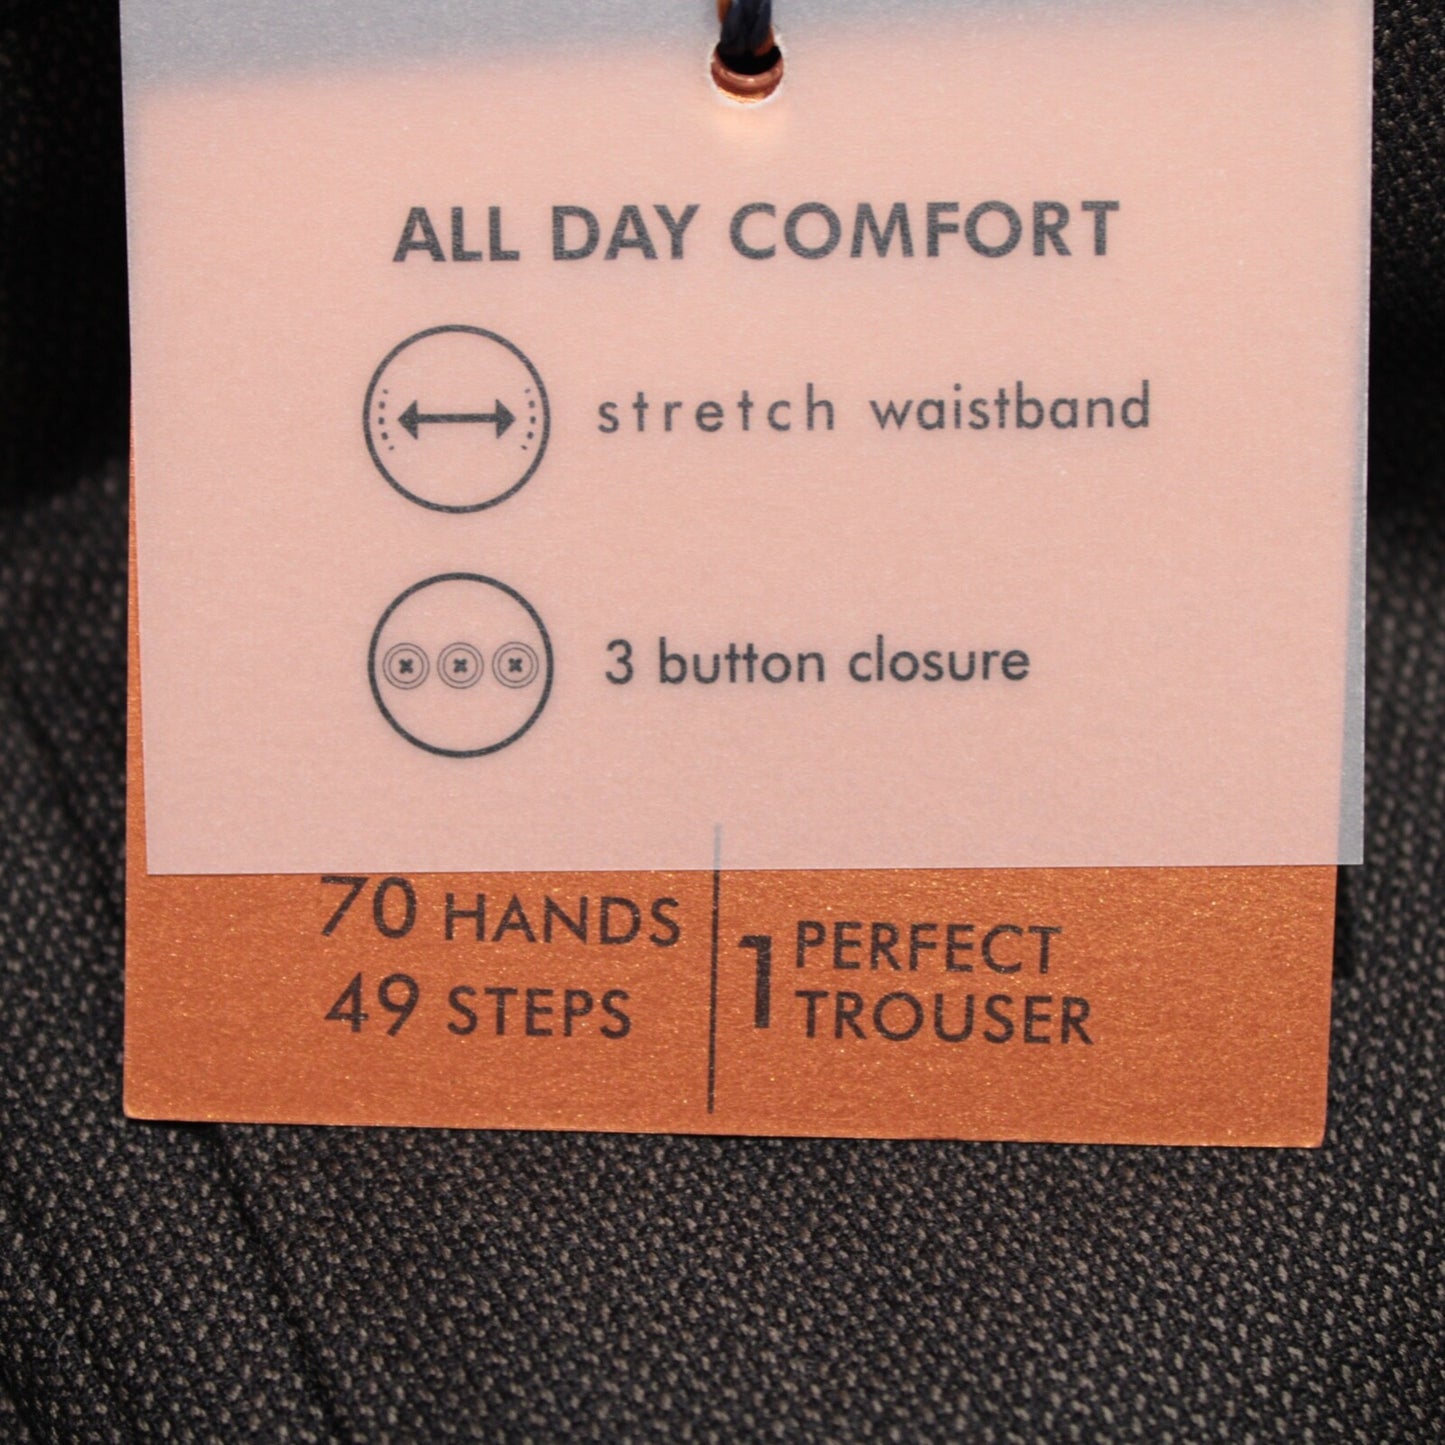 ALL DAY COMFORT
stretch waistband
3 button closure
70 HANDS
49 STEPS
1 PERFECT
TROUSER